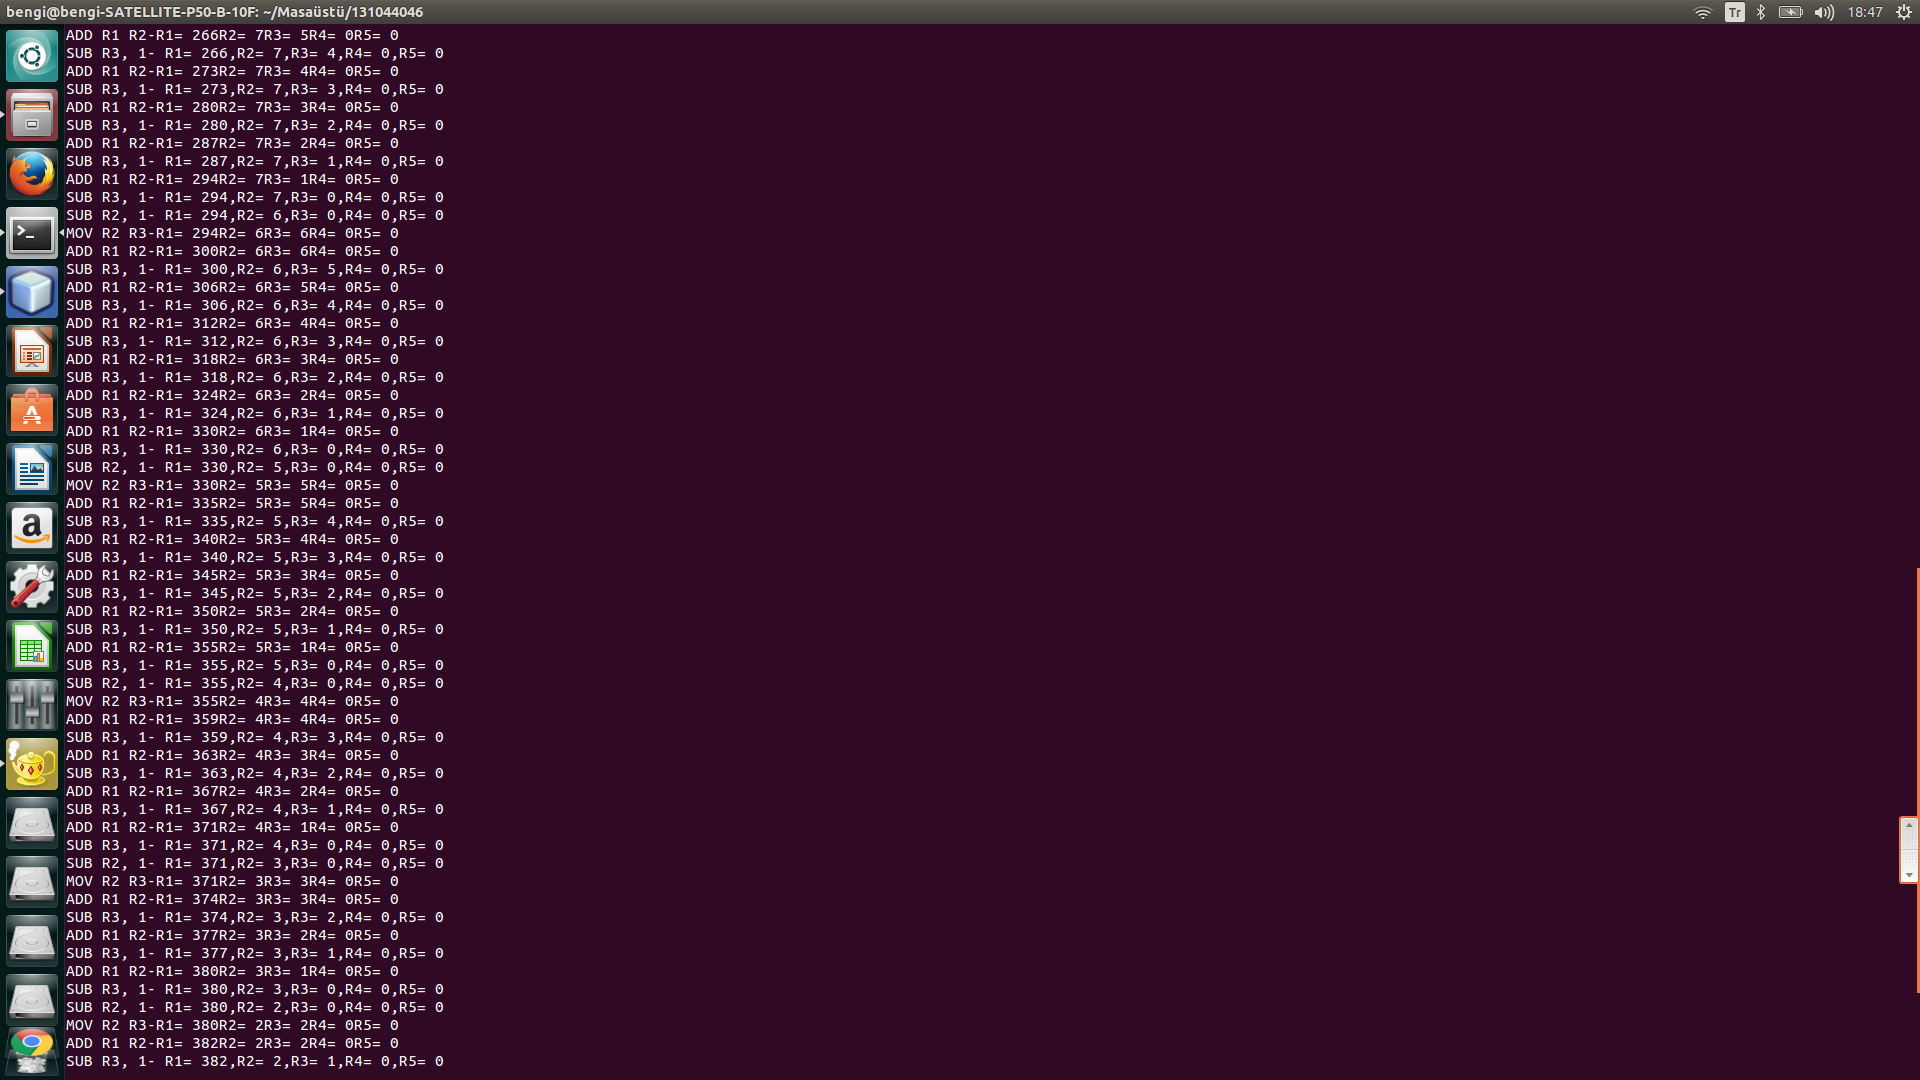 bengi@bengi-SATELLITE-P50-B-10F: ~/Masaüstü/131044046
Tr
18:47
ADD R1 R2-R1= 266R2= 7R3= 5R4= 0R5= 0
SUB R3, 1- R1= 266,R2= 7,R3= 4,R4= 0,R5= 0
ADD R1 R2-R1= 273R2= 7R3= 4R4= 0R5= 0
SUB R3, 1- R1= 273,R2= 7,R3= 3,R4= 0,R5= 0
ADD R1 R2-R1= 280R2= 7R3= 3R4= 0R5= 0
SUB R3, 1- R1= 280,R2= 7,R3= 2,R4= 0,R5= 0
ADD R1 R2-R1= 287R2= 7R3= 2R4= 0R5= 0
SUB R3, 1- R1= 287,R2= 7,R3= 1,R4= 0,R5= 0
ADD R1 R2-R1= 294R2= 7R3= 1R4= 0R5= 0
SUB R3, 1- R1= 294,R2= 7,R3= 0,R4= 0,R5= 0
SUB R2, 1- R1= 294,R2= 6,R3= 0,R4= 0,R5= 0
MOV R2 R3-R1= 294R2= 6R3= 6R4= 0R5= 0
ADD R1 R2-R1= 300R2= 6R3= 6R4= 0R5= 0
SUB R3, 1- R1= 300,R2= 6,R3= 5,R4= 0,R5= 0
ADD R1 R2-R1= 306R2= 6R3= 5R4= 0R5= 0
SUB R3, 1- R1= 306,R2= 6,R3= 4,R4= 0,R5= 0
ADD R1 R2-R1= 312R2= 6R3= 4R4= 0R5= 0
SUB R3, 1- R1= 312,R2= 6,R3= 3,R4= 0,R5= 0
ADD R1 R2-R1= 318R2= 6R3= 3R4= 0R5= 0
SUB R3, 1- R1= 318,R2= 6,R3= 2,R4= 0,R5= 0
ADD R1 R2-R1= 324R2= 6R3= 2R4= 0R5= 0
SUB R3, 1- R1= 324,R2= 6,R3= 1,R4= 0,R5= 0
ADD R1 R2-R1= 330R2= 6R3= 1R4= 0R5= 0
SUB R3, 1- R1= 330,R2= 6,R3= 0,R4= 0,R5= 0
SUB R2, 1- R1= 330,R2= 5,R3= 0,R4= 0,R5= 0
MOV R2 R3-R1= 330R2= 5R3= 5R4= 0R5= 0
ADD R1 R2-R1= 335R2= 5R3= 5R4= 0R5= 0
SUB R3, 1- R1= 335,R2= 5,R3= 4,R4= 0,R5= 0
ADD R1 R2-R1= 340R2= 5R3= 4R4= 0R5= 0
SUB R3, 1- R1= 340,R2= 5,R3= 3,R4= 0,R5= 0
ADD R1 R2-R1= 345R2= 5R3= 3R4= 0R5= 0
SUB R3, 1- R1= 345,R2= 5,R3= 2,R4= 0,R5= 0
ADD R1 R2-R1= 350R2= 5R3= 2R4= 0R5= 0
SUB R3, 1- R1= 350,R2= 5,R3= 1,R4= 0,R5= 0
ADD R1 R2-R1= 355R2= 5R3= 1R4= 0R5= 0
SUB R3, 1- R1= 355,R2= 5,R3= 0,R4= 0,R5= 0
SUB R2, 1- R1= 355,R2= 4,R3= 0,R4= 0,R5= 0
MOV R2 R3-R1= 355R2= 4R3= 4R4= 0R5= 0
ADD R1 R2-R1= 359R2= 4R3= 4R4= 0R5= 0
SUB R3, 1- R1= 359,R2= 4,R3= 3,R4= 0,R5= 0
ADD R1 R2-R1= 363R2= 4R3= 3R4= 0R5= 0
SUB R3, 1- R1= 363,R2= 4,R3= 2,R4= 0,R5= 0
ADD R1 R2-R1= 367R2= 4R3= 2R4= 0R5= 0
SUB R3, 1- R1= 367,R2= 4,R3= 1,R4= 0,R5= 0
ADD R1 R2-R1= 371R2= 4R3= 1R4= 0R5= 0
SUB R3, 1- R1= 371,R2= 4,R3= 0,R4= 0,R5= 0
SUB R2, 1- R1= 371,R2= 3,R3= 0,R4= 0,R5= 0
MOV R2 R3-R1= 371R2= 3R3= 3R4= 0R5= 0
ADD R1 R2-R1= 374R2= 3R3= 3R4= 0R5= 0
SUB R3, 1- R1= 374,R2= 3,R3= 2,R4= 0,R5= 0
ADD R1 R2-R1= 377R2= 3R3= 2R4= 0R5= 0
SUB R3, 1- R1= 377,R2= 3,R3= 1,R4= 0,R5= 0
ADD R1 R2-R1= 380R2= 3R3= 1R4= 0R5= 0
SUB R3, 1- R1= 380,R2= 3,R3= 0,R4= 0,R5= 0
SUB R2, 1- R1= 380,R2= 2,R3= 0,R4= 0,R5= 0
MOV R2 R3-R1= 380R2= 2R3= 2R4= 0R5= 0
ADD R1 R2-R1= 382R2= 2R3= 2R4= 0R5= 0
SUB R3, 1- R1= 382,R2= 2,R3= 1,R4= 0,R5= 0